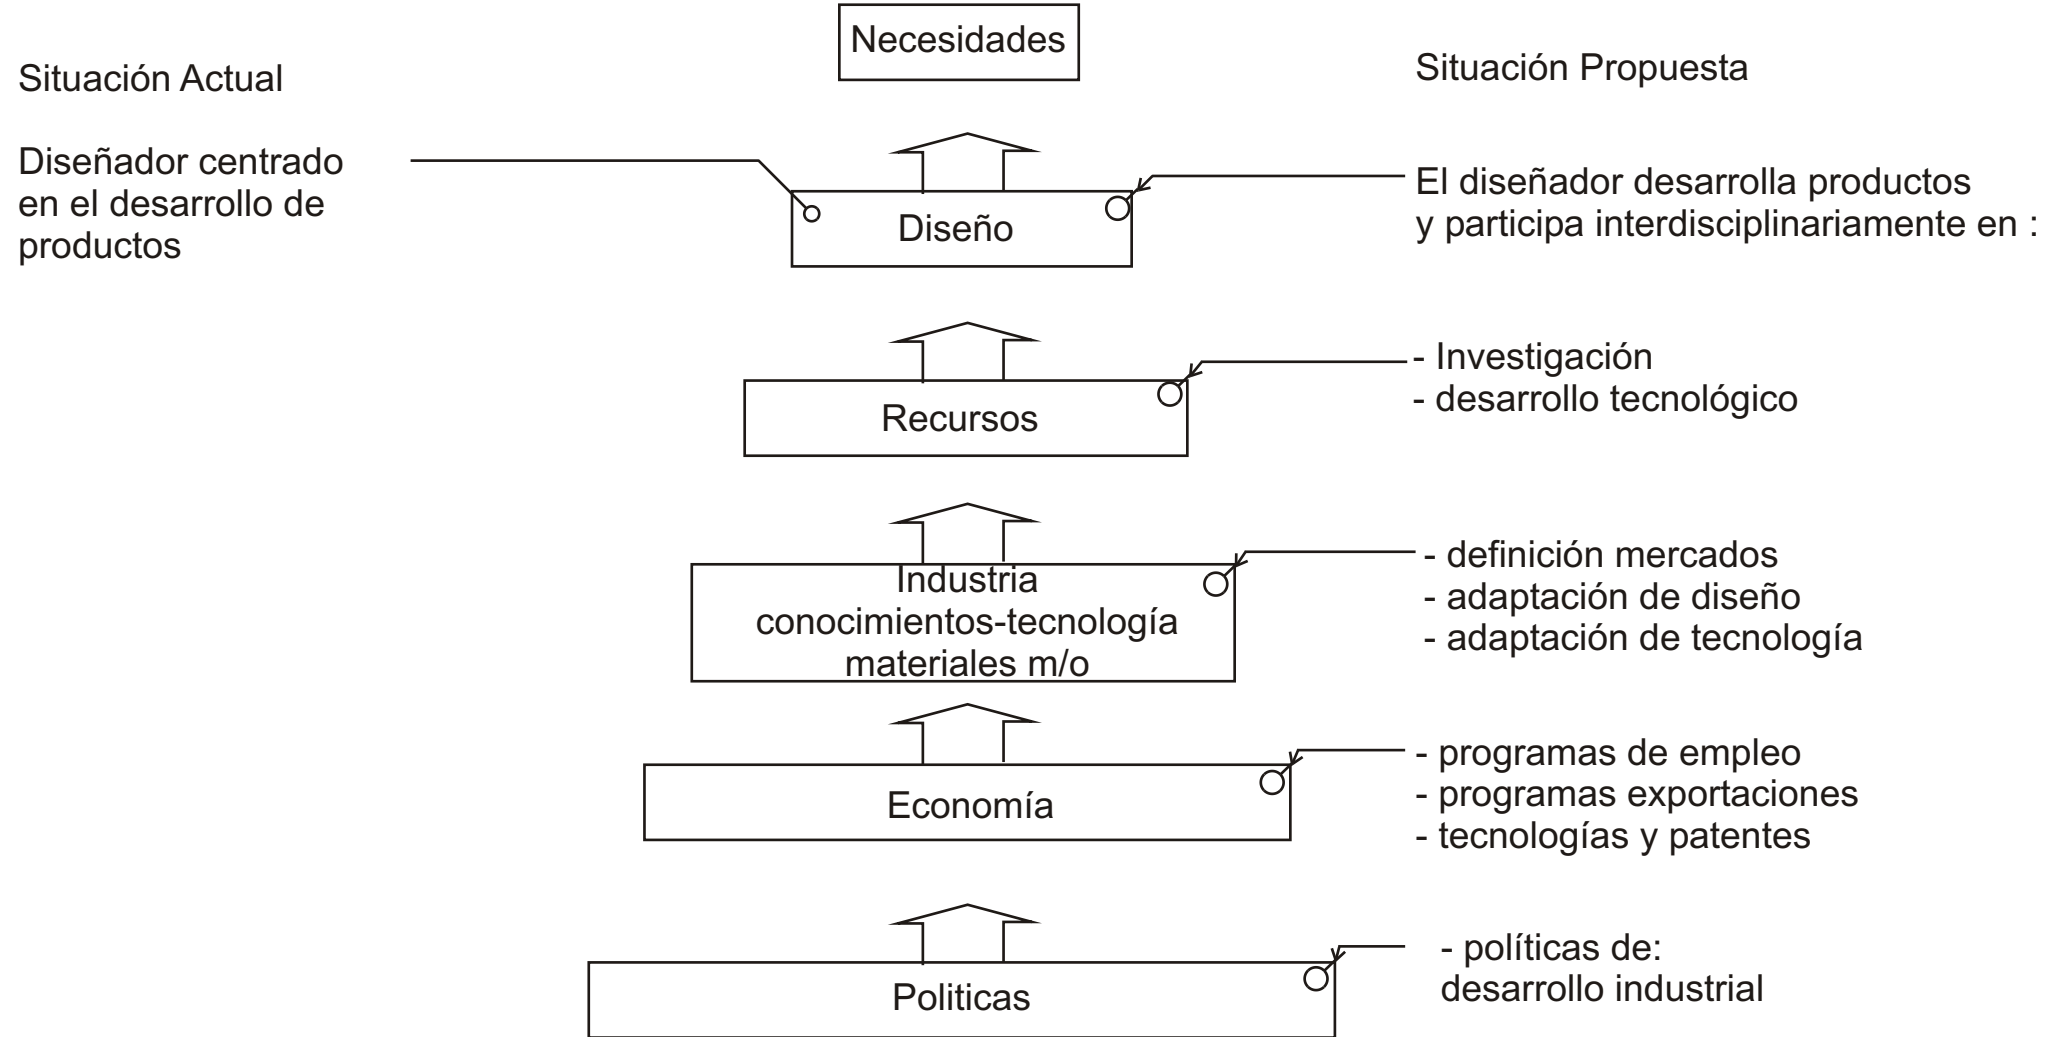 Necesidades
Situación Actual
Situación Propuesta
Diseñador centrado
en el desarrollo de
productos
Diseño
El diseñador desarrolla productos
y participa interdisciplinariamente en :
Recursos
- Investigación
- desarrollo tecnológico
Industria
conocimientos-tecnología
materiales m/o
- definición mercados
- adaptación de diseño
- adaptación de tecnología
Economía
- programas de empleo
- programas exportaciones
- tecnologías y patentes
Politicas
- políticas de:
desarrollo industrial